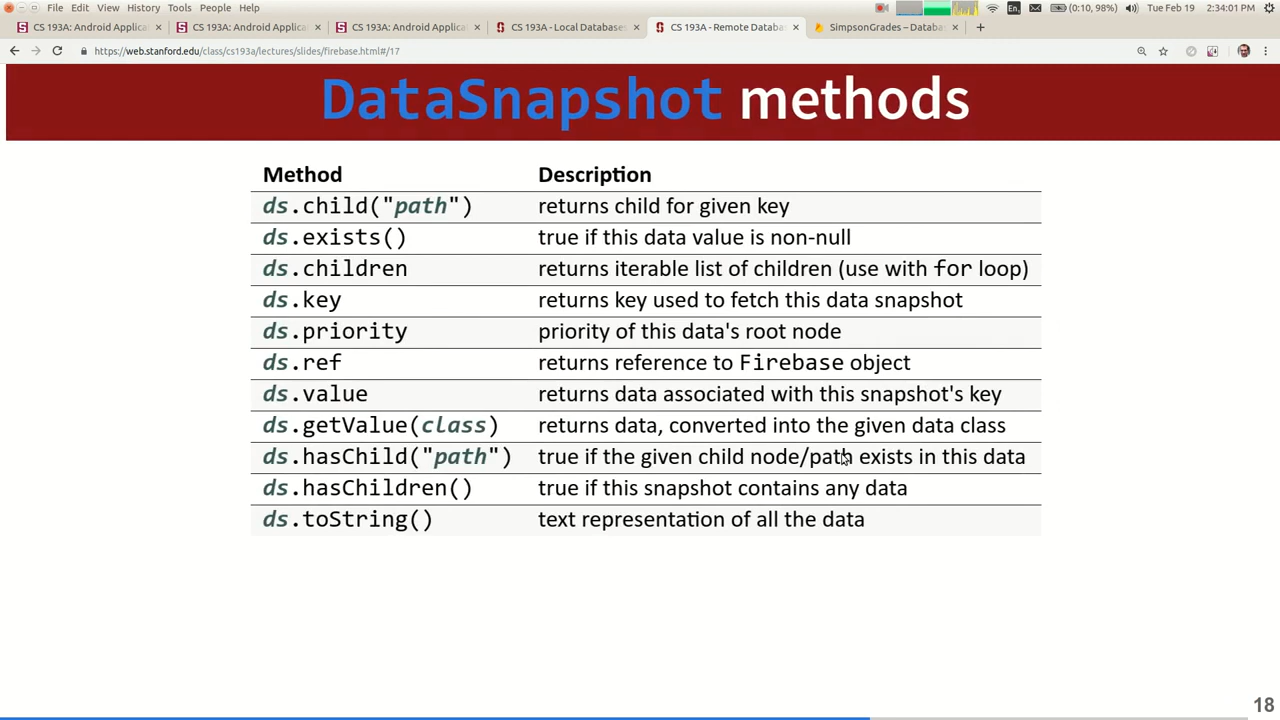 File Edit View History Tools People Help
En
(0:10, 98%)
Tue Feb 19 2:34:01 PM
CS 193A: Android Applica
CS 193A: Android Applica
CS 193A: Android Applica
CS 193A - Local Databases
CS 193A - Remote Databa
SimpsonGrades – Databa
https://web.stanford.edu/class/cs193a/lectures/slides/firebase.html#/17
DataSnapshot methods
Method Description
ds.child("path") returns child for given key
ds.exists() true if this data value is non-null
ds.children returns iterable list of children (use with for loop)
ds.key returns key used to fetch this data snapshot
ds.priority priority of this data's root node
ds.ref returns reference to Firebase object
ds.value returns data associated with this snapshot's key
ds.getValue(class) returns data, converted into the given data class
ds.hasChild("path") true if the given child node/path exists in this data
ds.hasChildren() true if this snapshot contains any data
ds.toString() text representation of all the data
18